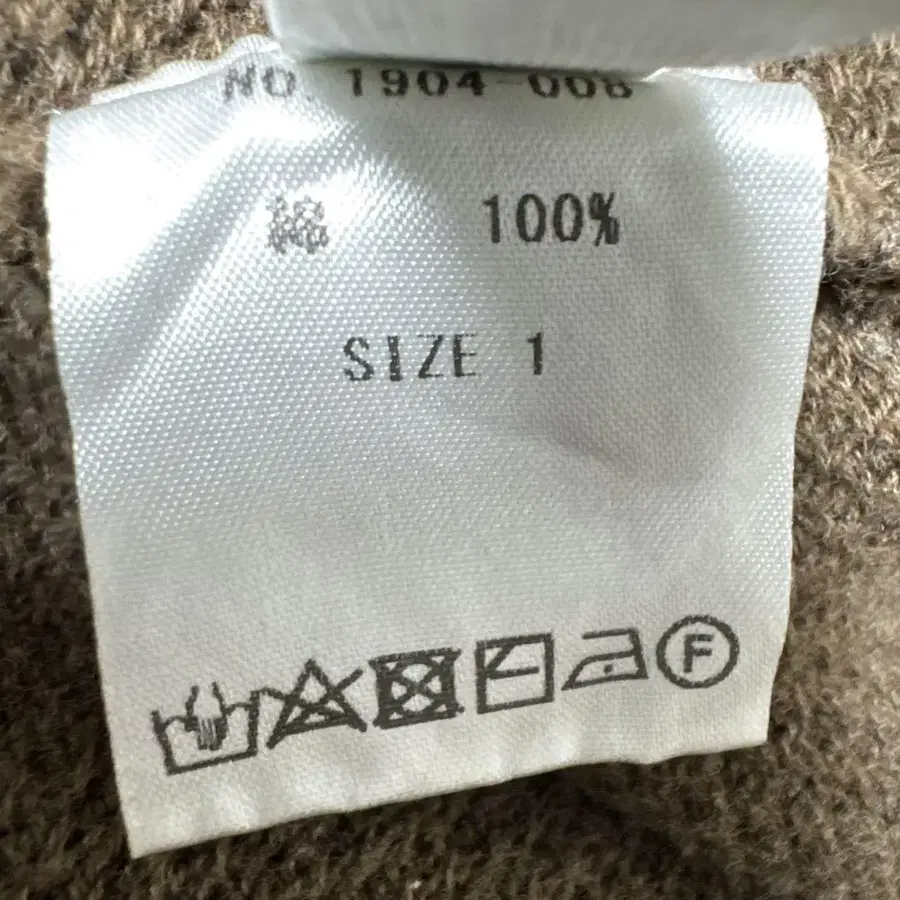 NO. 1904-008
綿 100%
SIZE 1
F